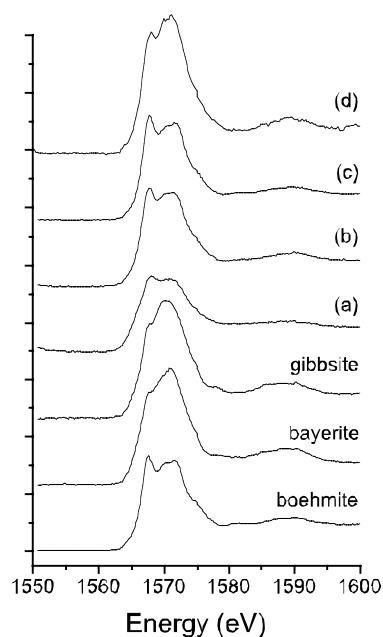 (d)
(c)
(b)
(a)
gibbsite
bayerite
boehmite
1550 1560 1570 1580 1590 1600
Energy (eV)